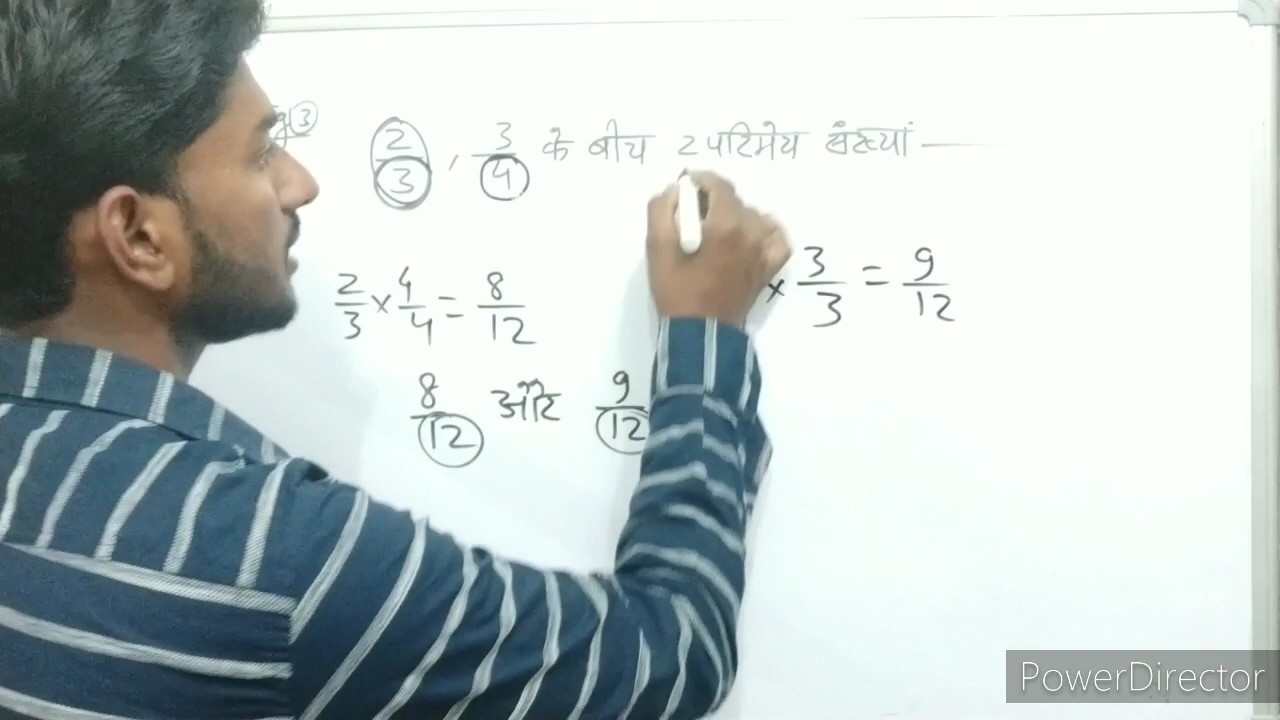 ③ 2/3 , 3/4 के बीच 2 परिमेय संख्यां
2/3 × 4/4 = 8/12 × 3/3 = 9/12
8/12 और 9/12
PowerDirector